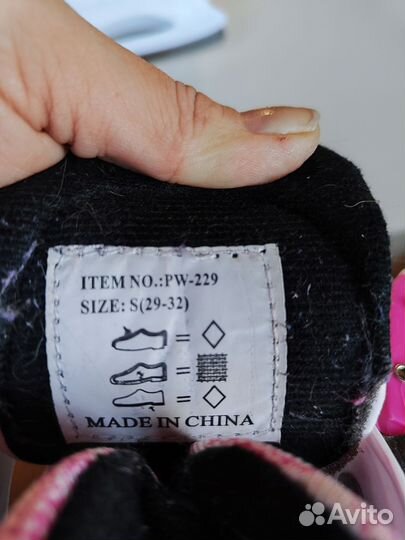 ITEM NO.:PW-229
SIZE: S(29-32)
=
=
=
MADE IN CHINA
Avito